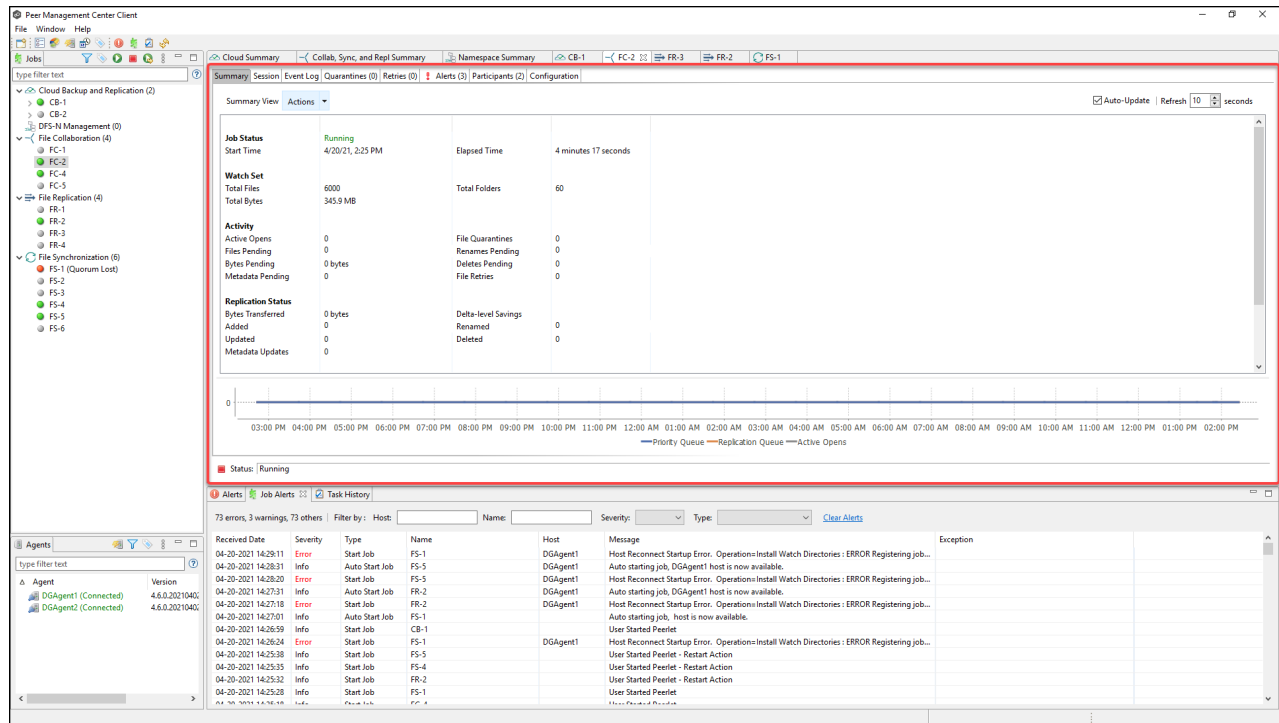 Peer Management Center Client
File Window Help
Jobs
type filter text
Cloud Backup and Replication (2)
CB-1
CB-2
DFS-N Management (0)
File Collaboration (4)
FC-1
FC-2
FC-4
FC-5
File Replication (4)
FR-1
FR-2
FR-3
FR-4
File Synchronization (6)
FS-1 (Quorum Lost)
FS-2
FS-3
FS-4
FS-5
FS-6
Agents
type filter text
Agent Version
DGAgent1 (Connected) 4.6.0.2021040
DGAgent2 (Connected) 4.6.0.2021040
Cloud Summary Collab, Sync, and Repl Summary Namespace Summary CB-1 FC-2 FR-3 FR-2 FS-1
Summary Session Event Log Quarantines (0) Retries (0) Alerts (3) Participants (2) Configuration
Summary View Actions Auto-Update Refresh 10 seconds
Job Status Running
Start Time 4/20/21, 2:25 PM Elapsed Time 4 minutes 17 seconds
Watch Set
Total Files 6000 Total Folders 60
Total Bytes 345.9 MB
Activity
Active Opens 0 File Quarantines 0
Files Pending 0 Renames Pending 0
Bytes Pending 0 bytes Deletes Pending 0
Metadata Pending 0 File Retries 0
Replication Status
Bytes Transferred 0 bytes Delta-level Savings
Added 0 Renamed 0
Updated 0 Deleted 0
Metadata Updates 0
0
03:00 PM 04:00 PM 05:00 PM 06:00 PM 07:00 PM 08:00 PM 09:00 PM 10:00 PM 11:00 PM 12:00 AM 01:00 AM 02:00 AM 03:00 AM 04:00 AM 05:00 AM 06:00 AM 07:00 AM 08:00 AM 09:00 AM 10:00 AM 11:00 AM 12:00 PM 01:00 PM 02:00 PM
Priority Queue Replication Queue Active Opens
Status: Running
Alerts Job Alerts Task History
73 errors, 3 warnings, 73 others Filter by : Host: Name: Severity: Type: Clear Alerts
Received Date Severity Type Name Host Message Exception
04-20-2021 14:29:11 Error Start Job FS-1 DGAgent1 Host Reconnect Startup Error. Operation=Install Watch Directories : ERROR Registering job...
04-20-2021 14:28:31 Info Auto Start Job FS-5 DGAgent1 Auto starting job, DGAgent1 host is now available.
04-20-2021 14:28:20 Error Start Job FS-5 DGAgent1 Host Reconnect Startup Error. Operation=Install Watch Directories : ERROR Registering job...
04-20-2021 14:27:31 Info Auto Start Job FR-2 DGAgent1 Auto starting job, DGAgent1 host is now available.
04-20-2021 14:27:18 Error Start Job FR-2 DGAgent1 Host Reconnect Startup Error. Operation=Install Watch Directories : ERROR Registering job...
04-20-2021 14:27:01 Info Auto Start Job FS-1 Auto starting job, host is now available.
04-20-2021 14:26:59 Info Start Job CB-1 User Started Peerlet
04-20-2021 14:26:24 Error Start Job FS-1 DGAgent1 Host Reconnect Startup Error. Operation=Install Watch Directories : ERROR Registering job...
04-20-2021 14:25:38 Info Start Job FS-5 User Started Peerlet - Restart Action
04-20-2021 14:25:35 Info Start Job FS-4 User Started Peerlet - Restart Action
04-20-2021 14:25:32 Info Start Job FR-2 User Started Peerlet - Restart Action
04-20-2021 14:25:28 Info Start Job FS-1 User Started Peerlet